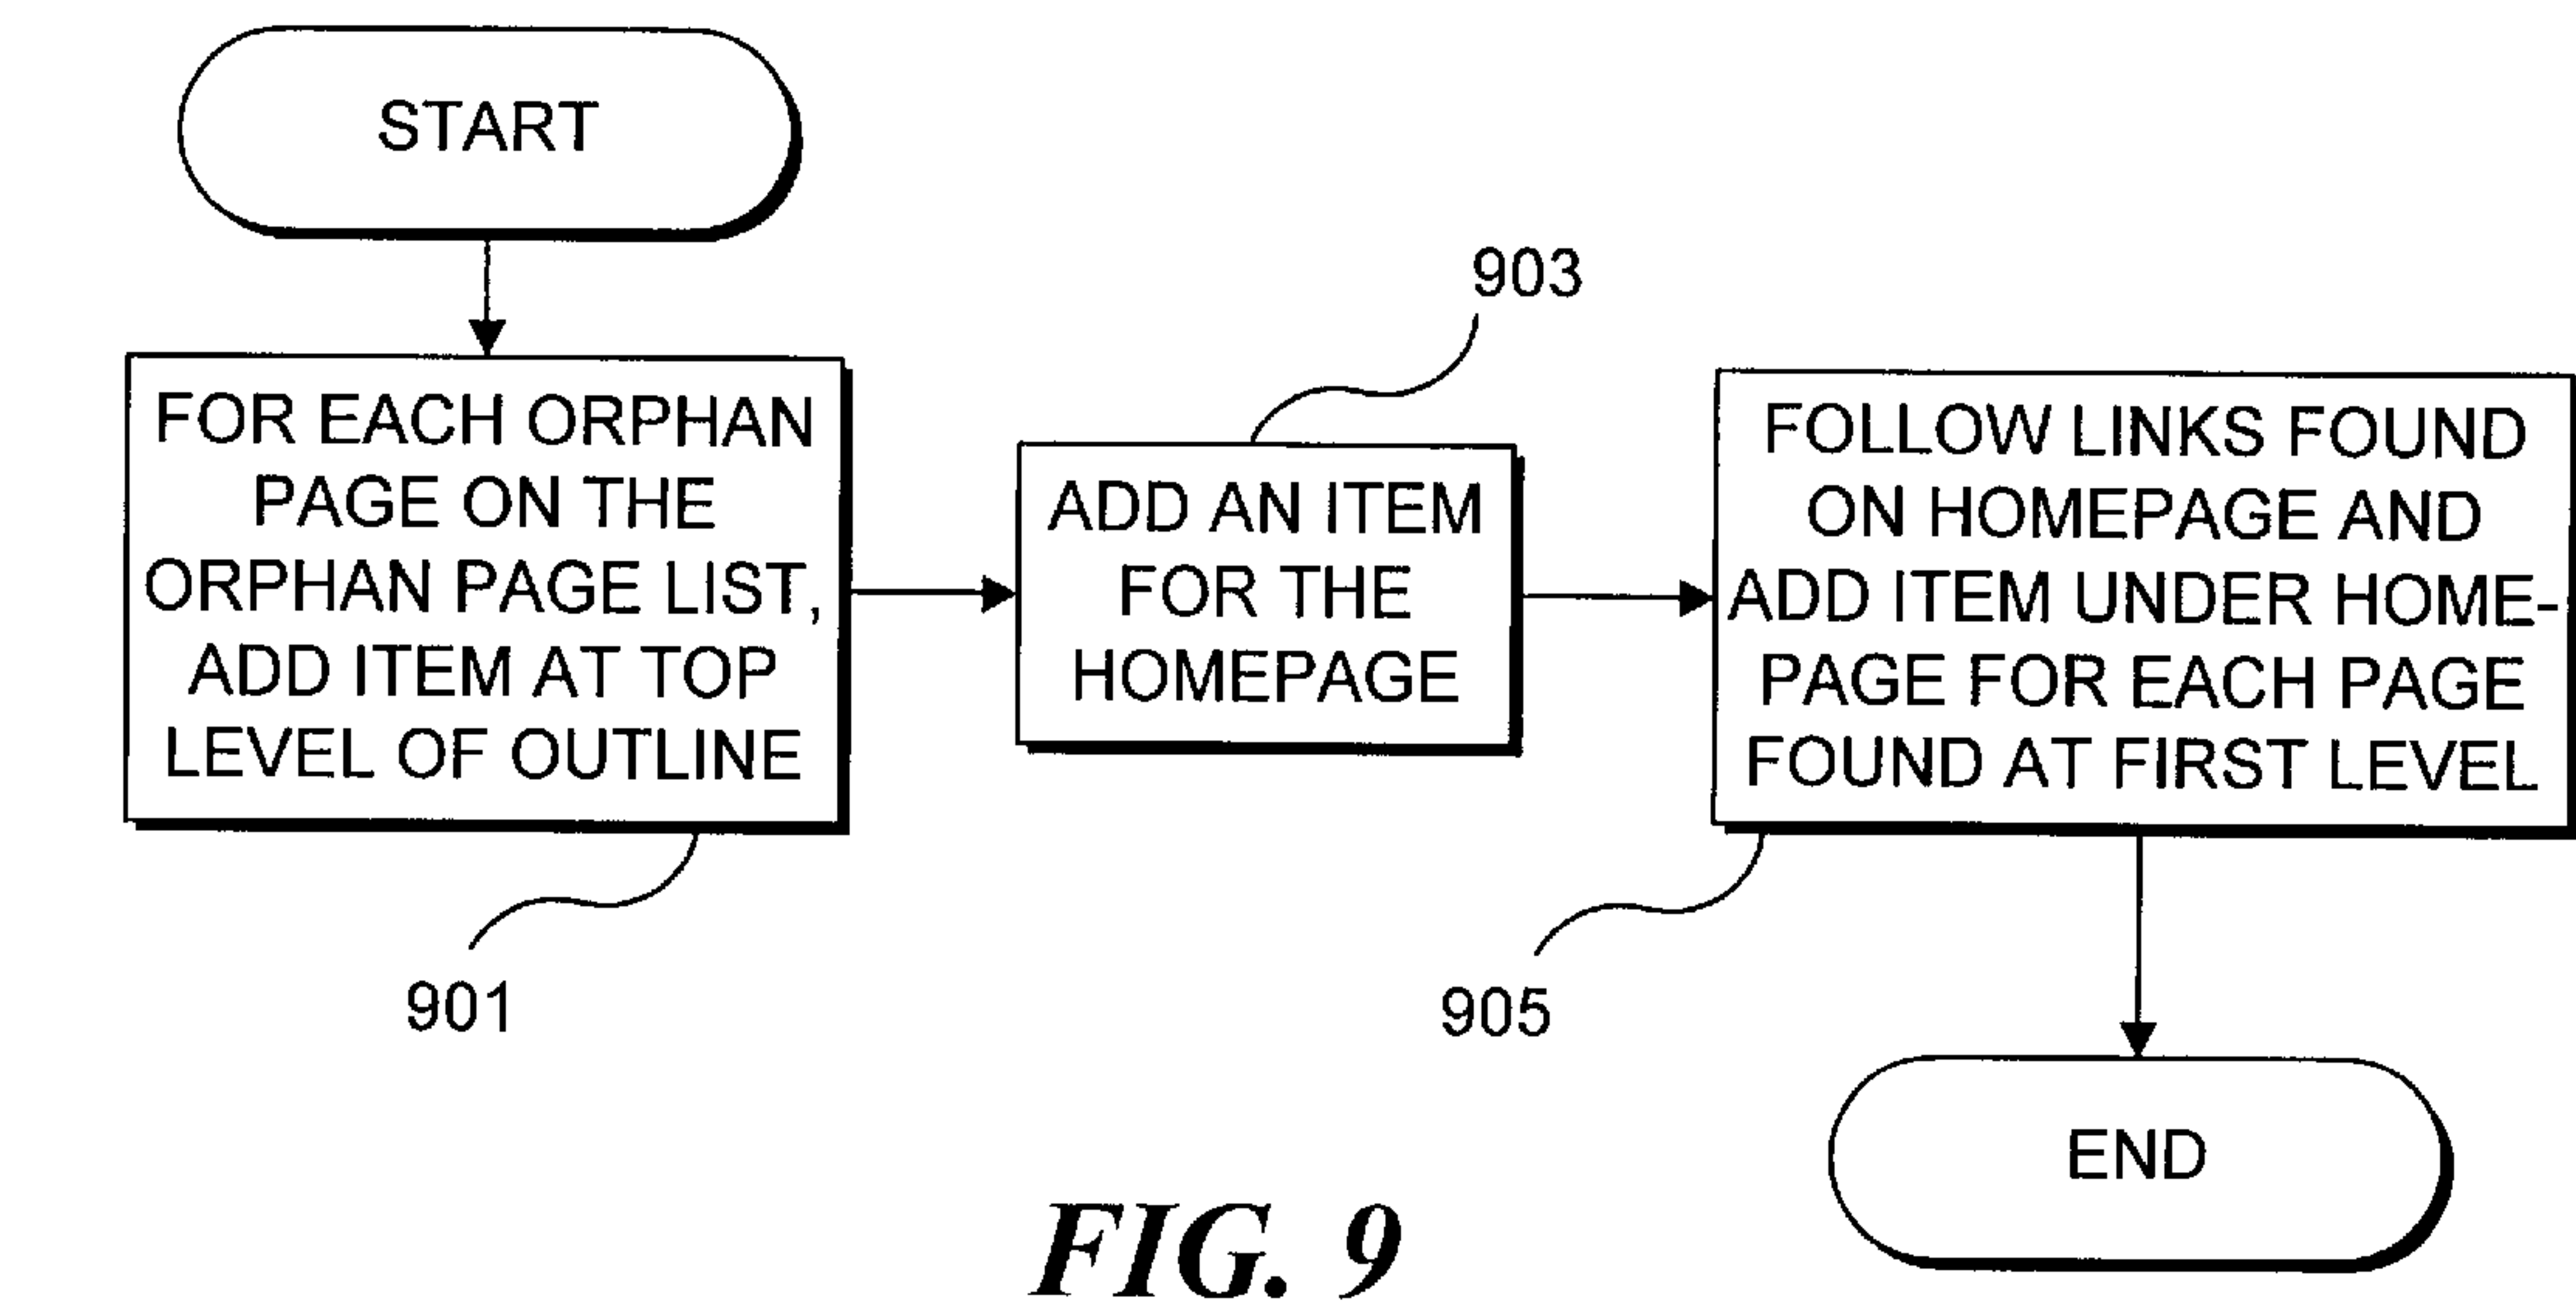 START
FOR EACH ORPHAN
PAGE ON THE
ORPHAN PAGE LIST,
ADD ITEM AT TOP
LEVEL OF OUTLINE
901
903
ADD AN ITEM
FOR THE
HOMEPAGE
FOLLOW LINKS FOUND
ON HOMEPAGE AND
ADD ITEM UNDER HOME-
PAGE FOR EACH PAGE
FOUND AT FIRST LEVEL
905
END
FIG. 9